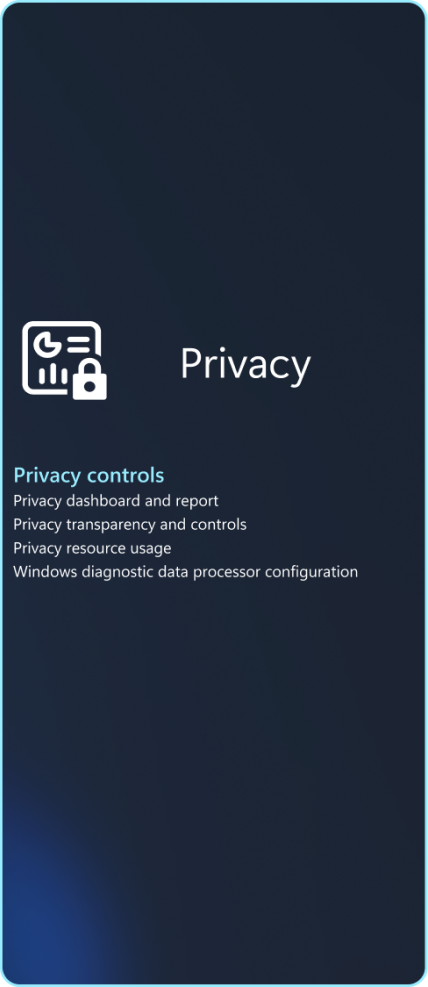 Privacy
Privacy controls
Privacy dashboard and report
Privacy transparency and controls
Privacy resource usage
Windows diagnostic data processor configuration